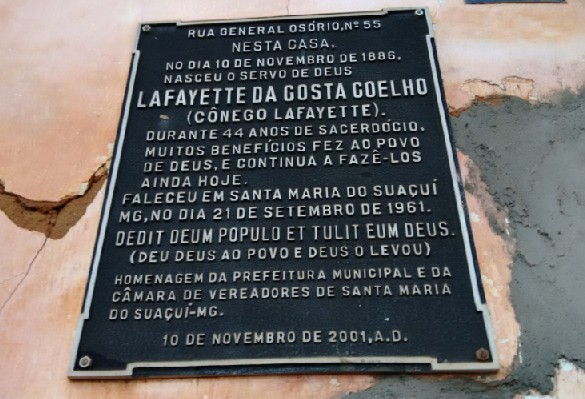 RUA GENERAL OSÓRIO, Nº 55
NESTA CASA.
NO DIA 10 DE NOVEMBRO DE 1886.
NASCEU O SERVO DE DEUS
LAFAYETTE DA COSTA COELHO
(CÔNEGO LAFAYETTE).
DURANTE 44 ANOS DE SACERDÓCIO,
MUITOS BENEFÍCIOS FEZ AO POVO
DE DEUS, E CONTINUA A FAZÊ-LOS
AINDA HOJE.
FALECEU EM SANTA MARIA DO SUAÇUÍ
MG, NO DIA 21 DE SETEMBRO DE 1961.
DEDIT DEUM POPULO ET TULIT EUM DEUS.
(DEU DEUS AO POVO E DEUS O LEVOU)
HOMENAGEM DA PREFEITURA MUNICIPAL E DA
CÂMARA DE VEREADORES DE SANTA MARIA
DO SUAÇUÍ-MG.
10 DE NOVEMBRO DE 2001, A.D.